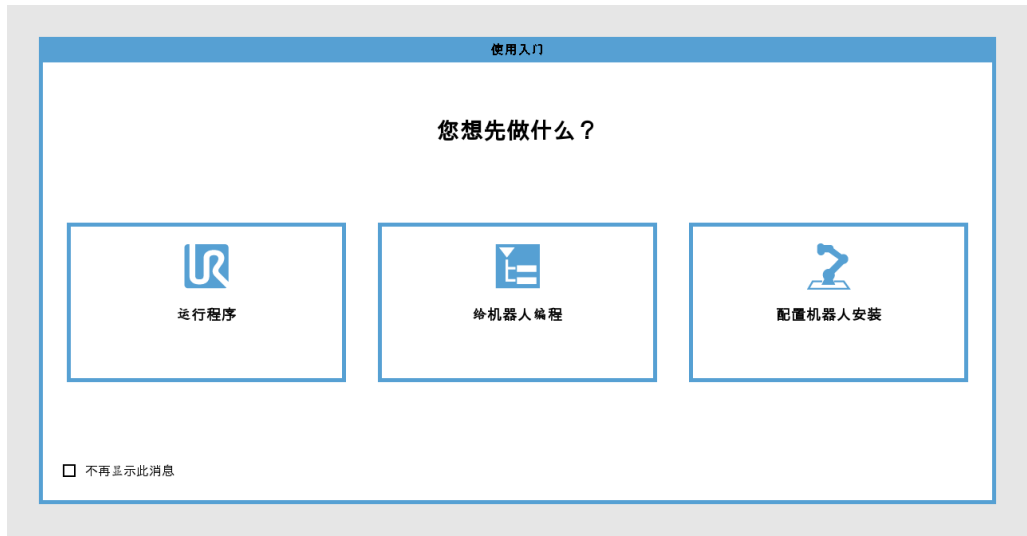 使用入门
您想先做什么？
UR
运行程序
给机器人编程
配置机器人安装
不再显示此消息